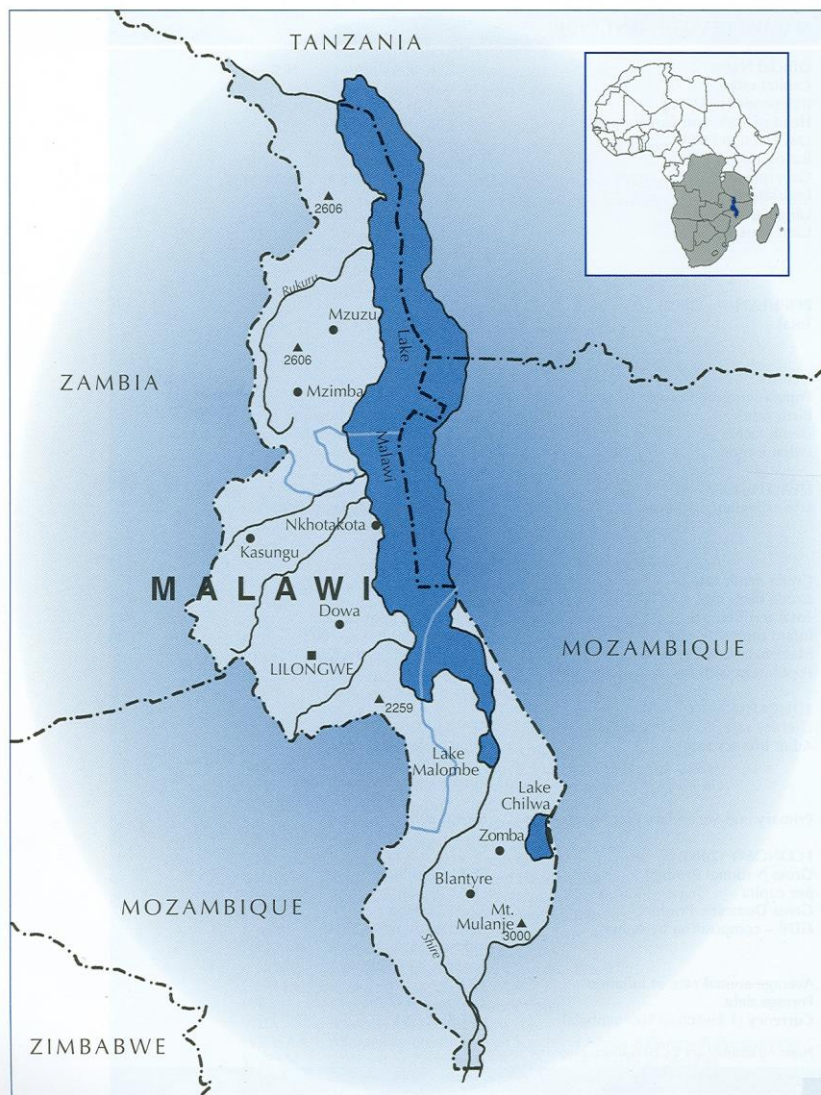 TANZANIA
2606
Rukuru
Mzuzu
Lake
2606
ZAMBIA
Mzimba
Malawi
Nkhotakota
Kasungu
MALAWI
Dowa
MOZAMBIQUE
LILONGWE
2259
Lake
Malombe
Lake
Chilwa
Zomba
Blantyre
MOZAMBIQUE
Mt.
Mulanje
3000
Shire
ZIMBABWE